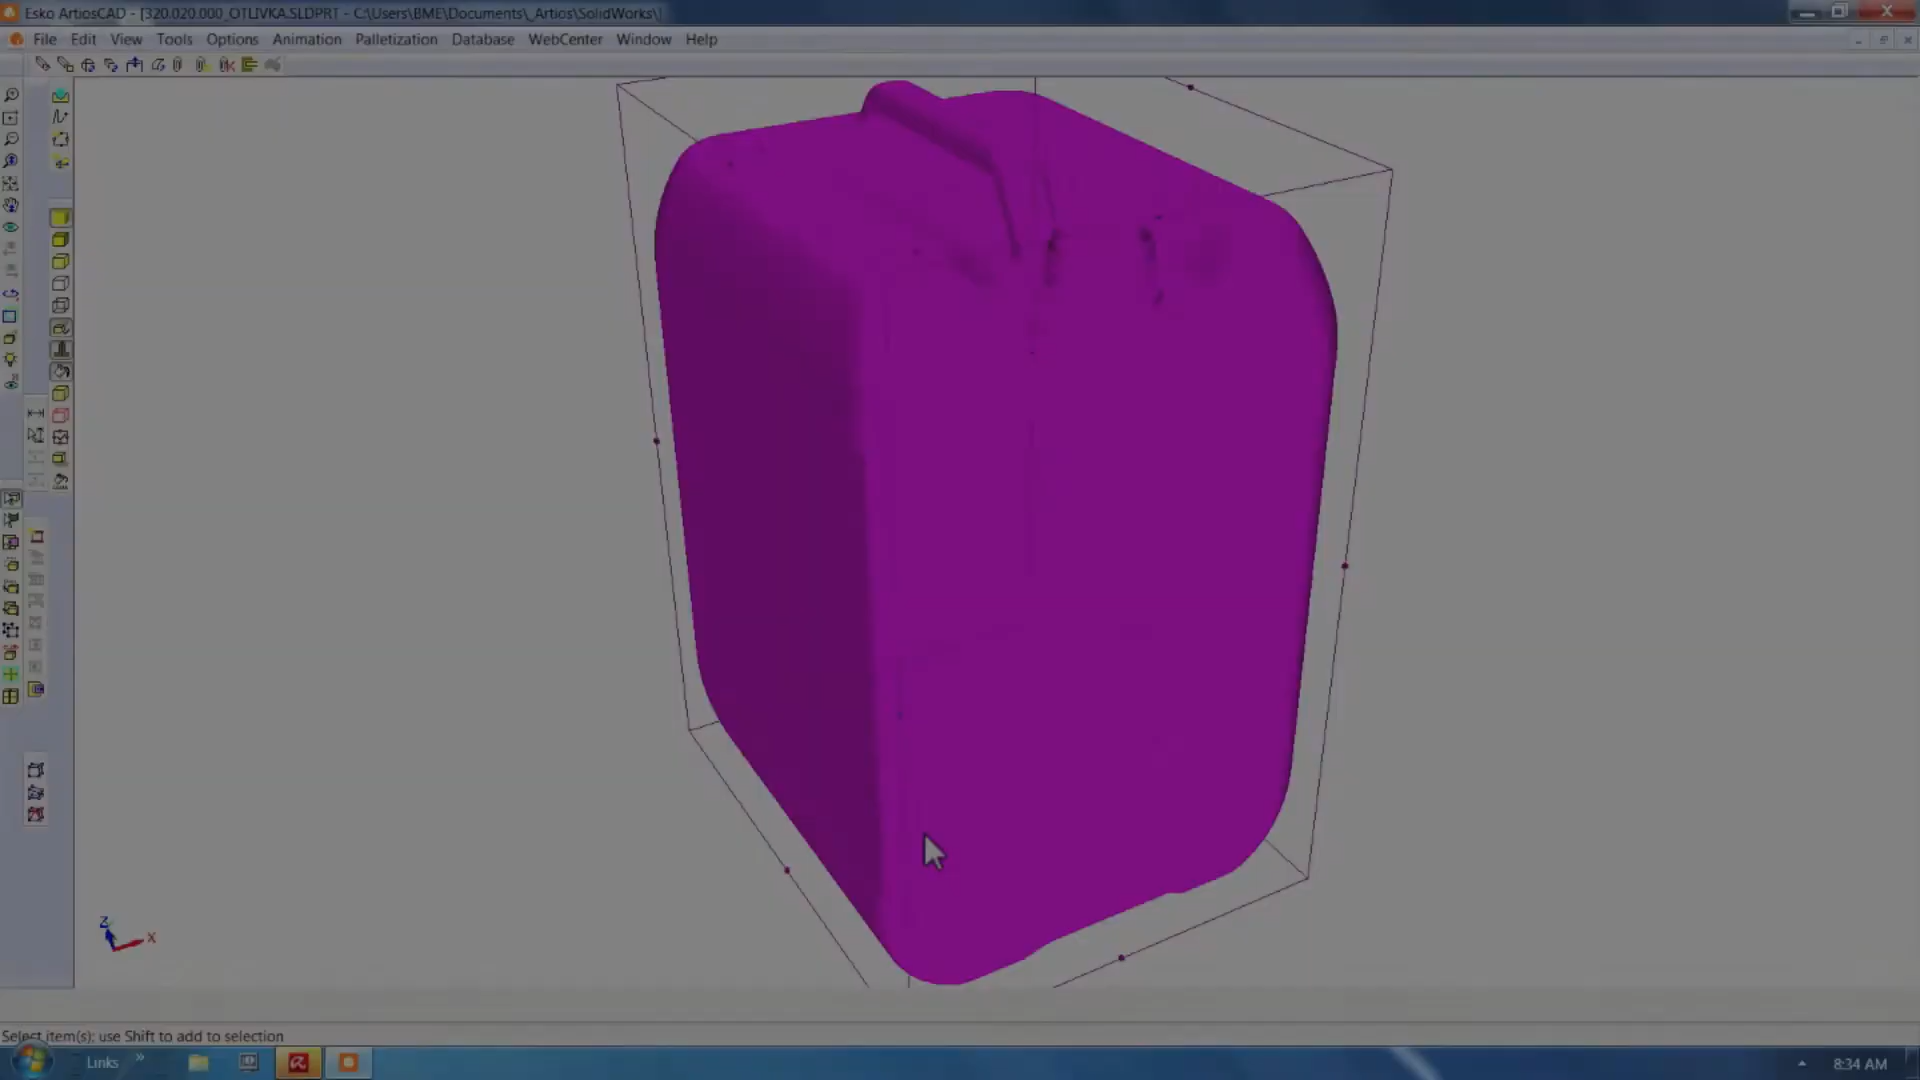 Esko ArtiosCAD - [320.020.000_OTLIVKA.SLDPRT - C:\Users\BME\Documents\_Artios\SolidWorks\]
File Edit View Tools Options Animation Palletization Database WebCenter Window Help
Z
X
Select item(s); use Shift to add to selection
Links »
8:34 AM